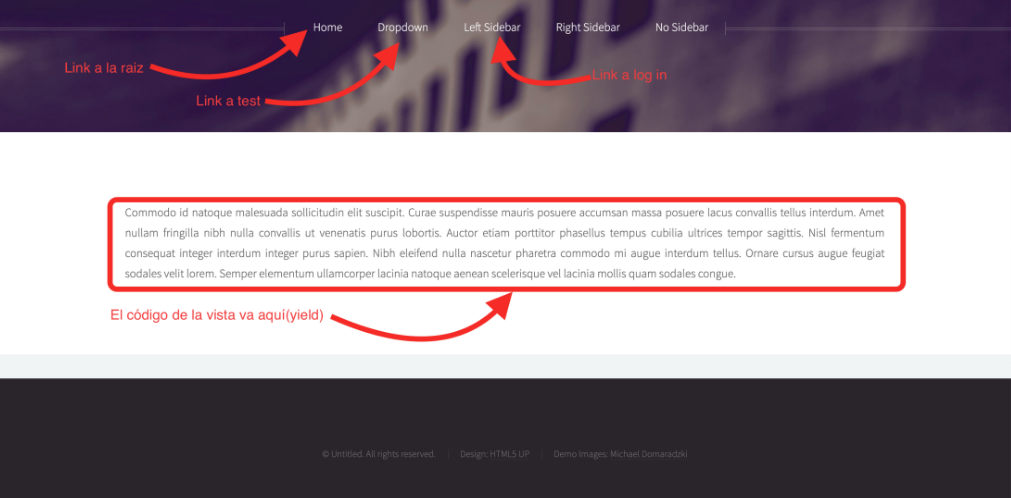 Home Dropdown Left Sidebar Right Sidebar No Sidebar
Link a la raiz
Link a log in
Link a test
Commodo id natoque malesuada sollicitudin elit suscipit. Curae suspendisse mauris posuere accumsan massa posuere lacus convallis tellus interdum. Amet
nullam fringilla nibh nulla convallis ut venenatis purus lobortis. Auctor etiam porttitor phasellus tempus cubilia ultrices tempor sagittis. Nisl fermentum
consequat integer interdum integer purus sapien. Nibh eleifend nulla nascetur pharetra commodo mi augue interdum tellus. Ornare cursus augue feugiat
sodales velit lorem. Semper elementum ullamcorper lacinia natoque aenean scelerisque vel lacinia mollis quam sodales congue.
El código de la vista va aquí(yield)
© Untitled. All rights reserved. Design: HTML5 UP Demo Images: Michael Domaradzki